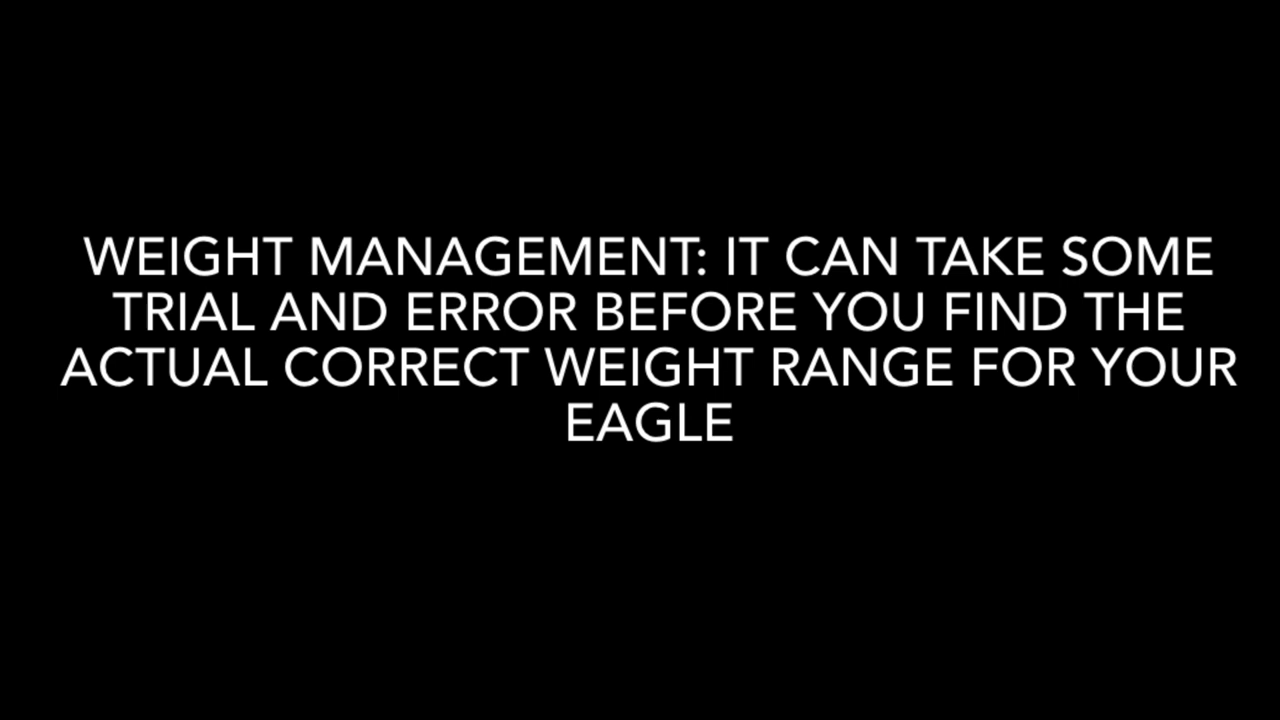 WEIGHT MANAGEMENT: IT CAN TAKE SOME
TRIAL AND ERROR BEFORE YOU FIND THE
ACTUAL CORRECT WEIGHT RANGE FOR YOUR
EAGLE